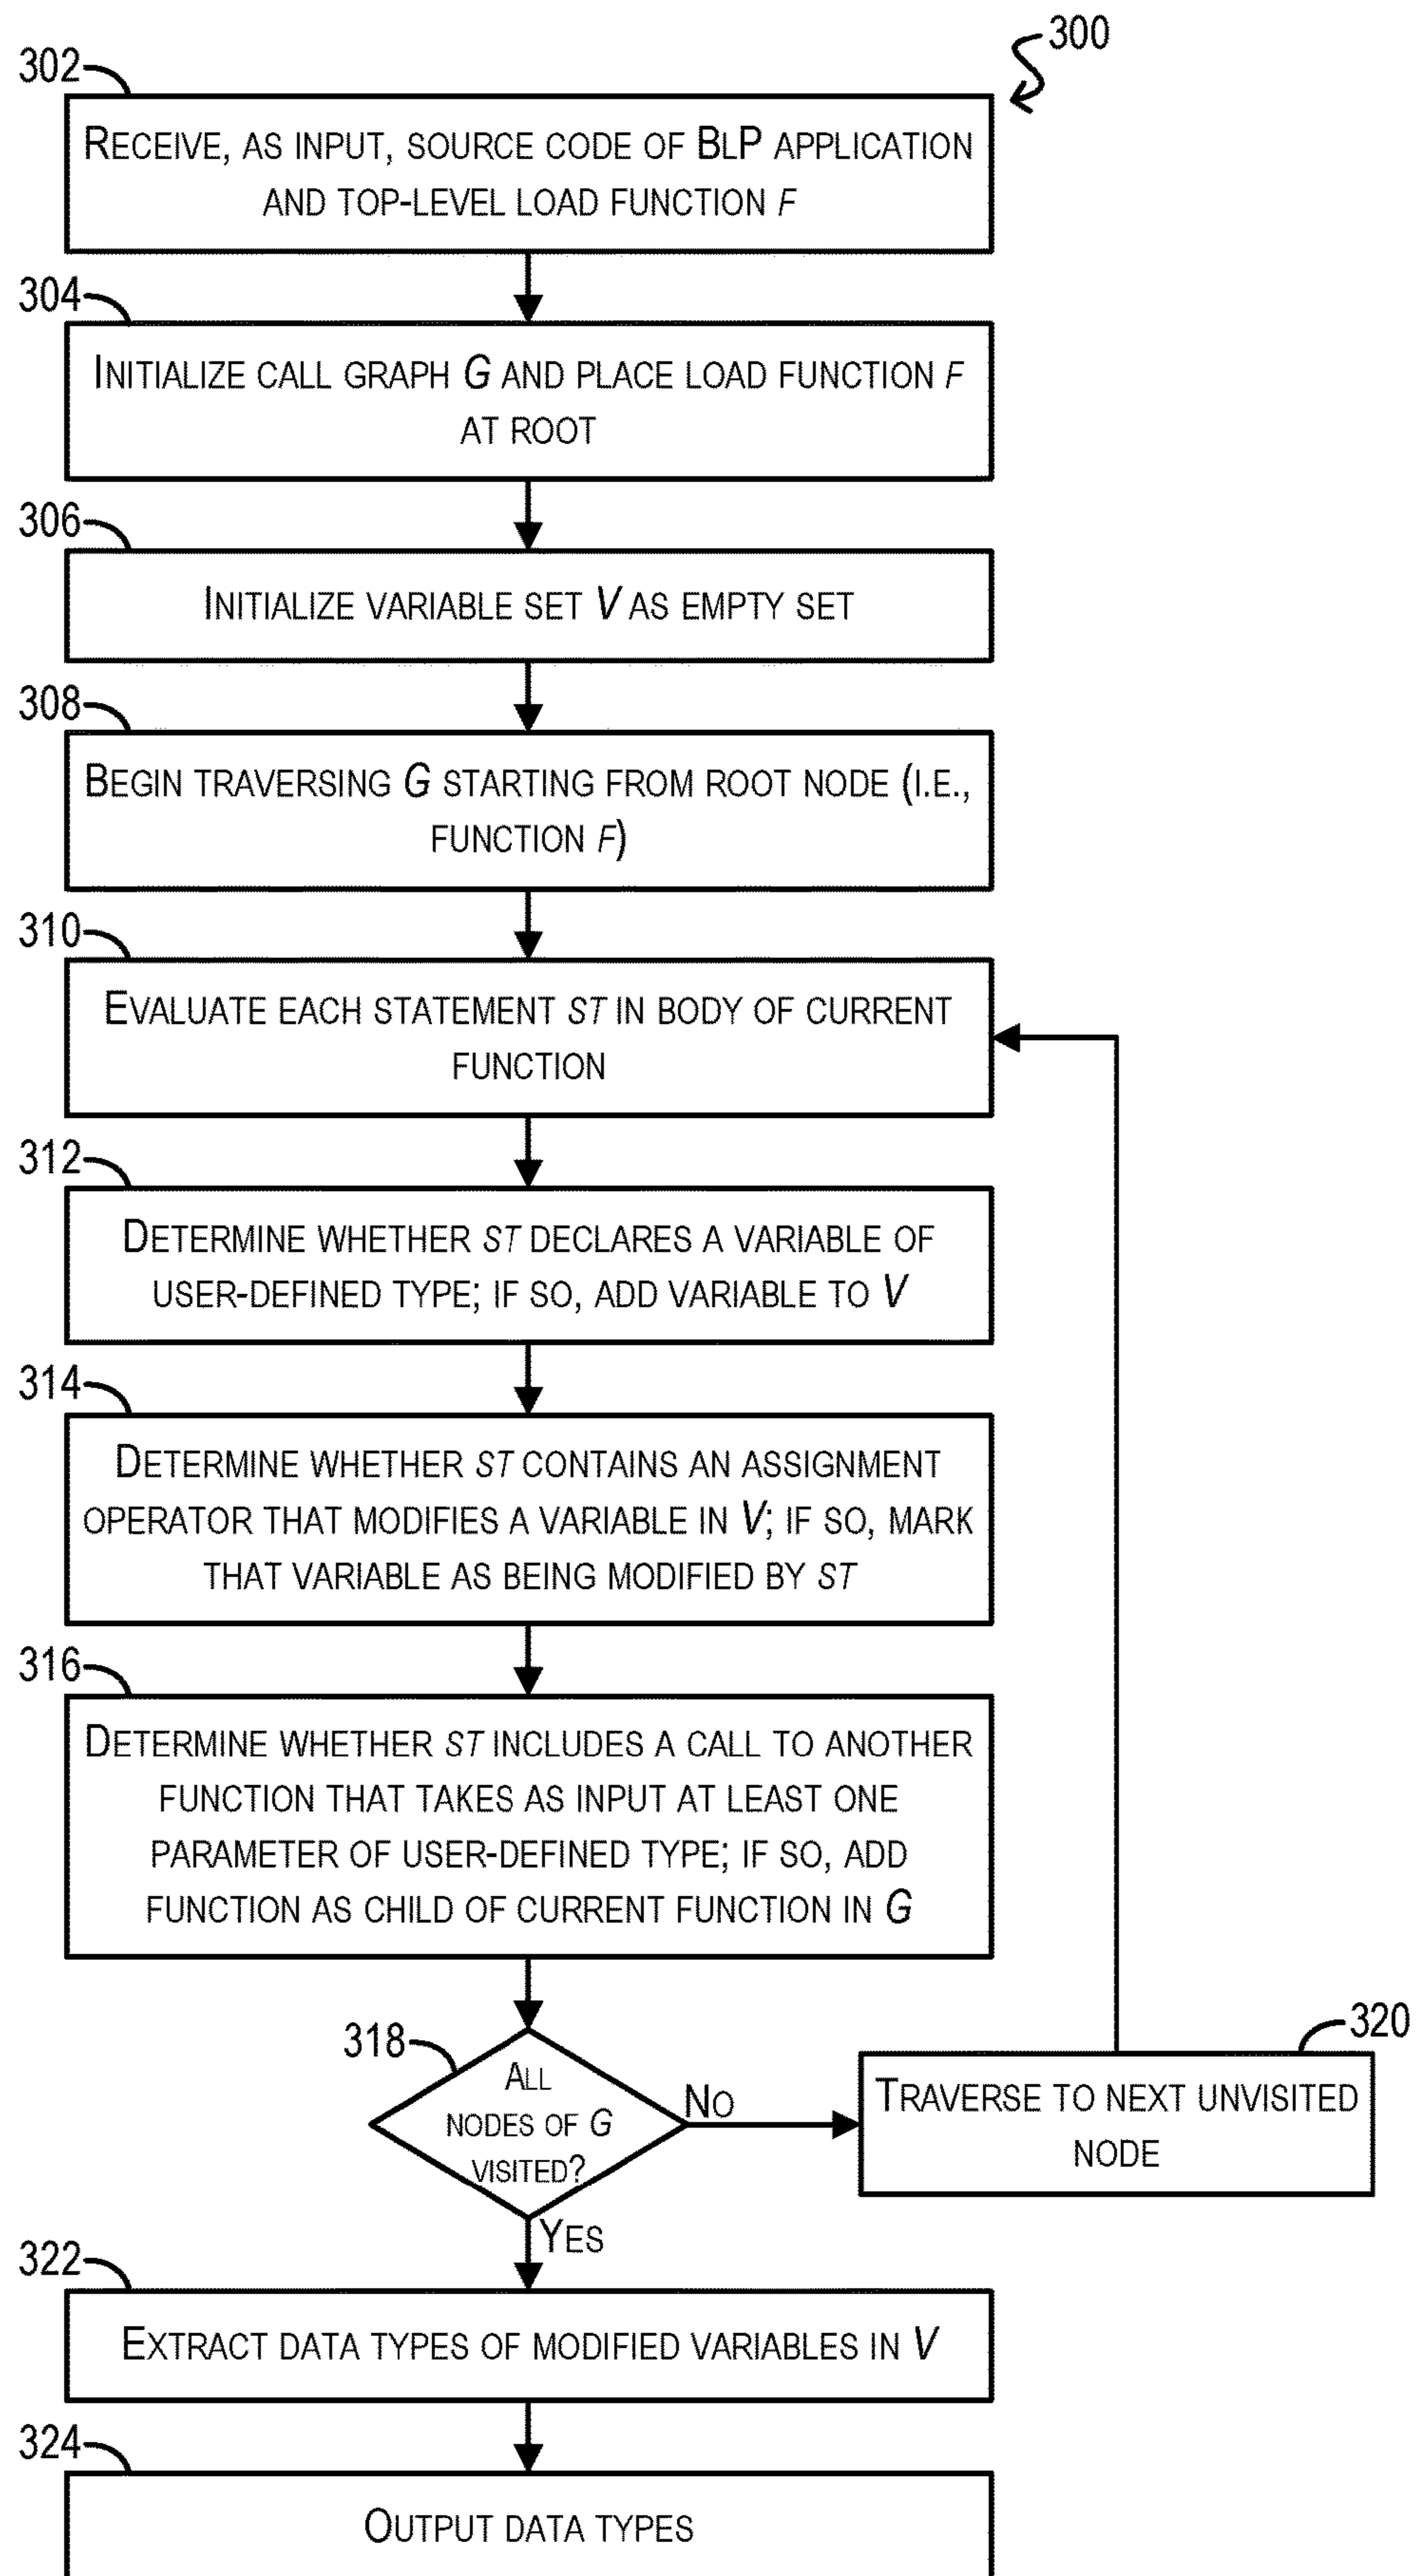 300
302
RECEIVE, AS INPUT, SOURCE CODE OF BLP APPLICATION
AND TOP-LEVEL LOAD FUNCTION F
304
INITIALIZE CALL GRAPH G AND PLACE LOAD FUNCTION F
AT ROOT
306
INITIALIZE VARIABLE SET V AS EMPTY SET
308
BEGIN TRAVERSING G STARTING FROM ROOT NODE (I.E.,
FUNCTION F)
310
EVALUATE EACH STATEMENT ST IN BODY OF CURRENT
FUNCTION
312
DETERMINE WHETHER ST DECLARES A VARIABLE OF
USER-DEFINED TYPE; IF SO, ADD VARIABLE TO V
314
DETERMINE WHETHER ST CONTAINS AN ASSIGNMENT
OPERATOR THAT MODIFIES A VARIABLE IN V; IF SO, MARK
THAT VARIABLE AS BEING MODIFIED BY ST
316
DETERMINE WHETHER ST INCLUDES A CALL TO ANOTHER
FUNCTION THAT TAKES AS INPUT AT LEAST ONE
PARAMETER OF USER-DEFINED TYPE; IF SO, ADD
FUNCTION AS CHILD OF CURRENT FUNCTION IN G
318
ALL
NODES OF G
VISITED?
NO
320
TRAVERSE TO NEXT UNVISITED
NODE
YES
322
EXTRACT DATA TYPES OF MODIFIED VARIABLES IN V
324
OUTPUT DATA TYPES